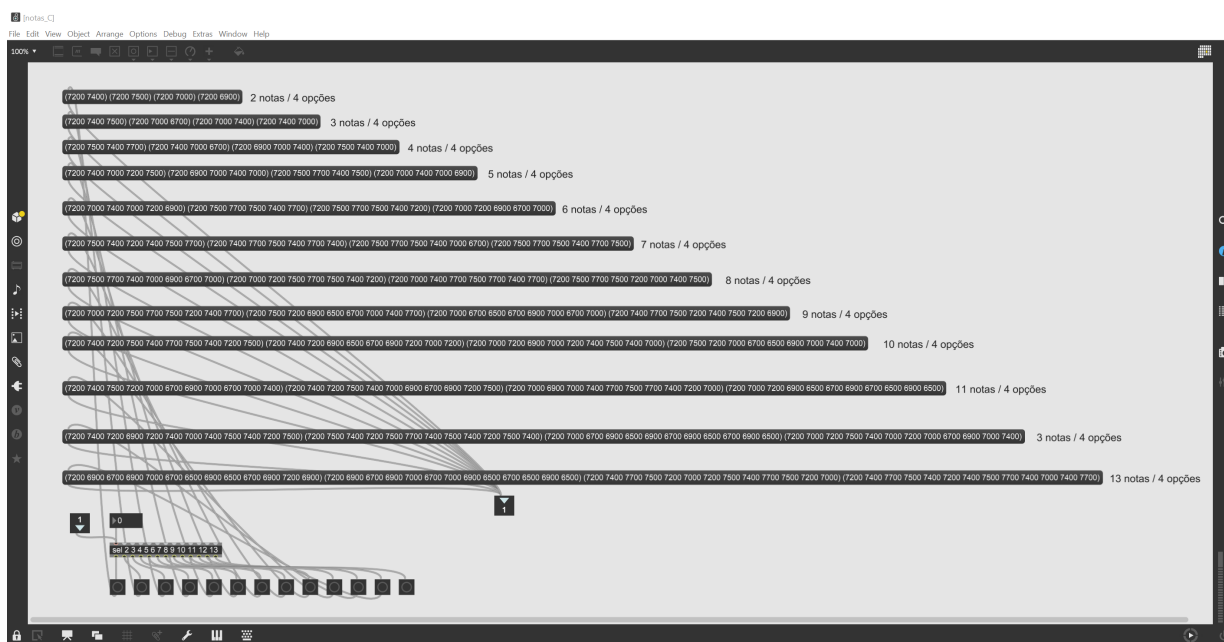 [notas_C]
File Edit View Object Arrange Options Debug Extras Window Help
100%
(7200 7400) (7200 7500) (7200 7000) (7200 6900) 2 notas / 4 opções
(7200 7400 7500) (7200 7000 6700) (7200 7000 7400) (7200 7400 7000) 3 notas / 4 opções
(7200 7500 7400 7700) (7200 7400 7000 6700) (7200 6900 7000 7400) (7200 7500 7400 7000) 4 notas / 4 opções
(7200 7400 7000 7200 7500) (7200 6900 7000 7400 7000) (7200 7500 7700 7400 7500) (7200 7000 7400 7000 6900) 5 notas / 4 opções
(7200 7000 7400 7000 7200 6900) (7200 7500 7700 7500 7400 7700) (7200 7500 7700 7500 7400 7200) (7200 7000 7200 6900 6700 7000) 6 notas / 4 opções
(7200 7500 7400 7200 7400 7500 7700) (7200 7400 7700 7500 7400 7700 7400) (7200 7500 7700 7500 7400 7000 6700) (7200 7500 7700 7500 7400 7700 7500) 7 notas / 4 opções
(7200 7500 7700 7400 7000 6900 6700 7000) (7200 7000 7200 7500 7700 7500 7400 7200) (7200 7000 7400 7700 7500 7700 7400 7700) (7200 7500 7700 7500 7200 7000 7400 7500) 8 notas / 4 opções
(7200 7000 7200 7500 7700 7500 7200 7400 7700) (7200 7500 7200 6900 6500 6700 7000 7400 7700) (7200 7000 6700 6500 6700 6900 7000 6700 7000) (7200 7400 7700 7500 7200 7400 7500 7200 6900) 9 notas / 4 opções
(7200 7400 7200 7500 7400 7700 7500 7400 7200 7500) (7200 7400 7200 6900 6500 6700 7000 7400 7200 7000) (7200 7000 7200 6900 7000 7200 7400 7500 7400 7000) (7200 7500 7200 7000 6700 6500 6900 7000 7400 7000) 10 notas / 4 opções
(7200 7400 7500 7200 7000 6700 6900 7000 6700 7000 7400) (7200 7400 7200 7500 7400 7000 6900 6700 6900 7200 7500) (7200 7000 6900 7000 7400 7700 7500 7700 7400 7200 7000) (7200 7000 7200 6900 6500 6700 6900 6700 6500 6900 6500) 11 notas / 4 opções
(7200 7400 7200 6900 7200 7400 7000 7400 7500 7400 7200 7500) (7200 7500 7400 7200 7500 7700 7400 7500 7400 7200 7500 7400) (7200 7000 6700 6900 6500 6900 6700 6900 6500 6700 6900 6500) (7200 7000 7200 7500 7400 7000 7200 7000 6700 6900 7000 7400) 3 notas / 4 opções
(7200 6900 6700 6900 7000 6700 6500 6900 6700 6900 7200 6900) (7200 6900 6700 6900 7000 6700 7000 6900 6500 6700 6500 6900 6500) (7200 7400 7700 7500 7200 7000 7200 7500 7400 7700 7500 7200 7000) (7200 7400 7700 7500 7400 7200 7400 7500 7700 7400 7000 7400 7700) 13 notas / 4 opções
1
1
0
sel 2 3 4 5 6 7 8 9 10 11 12 13